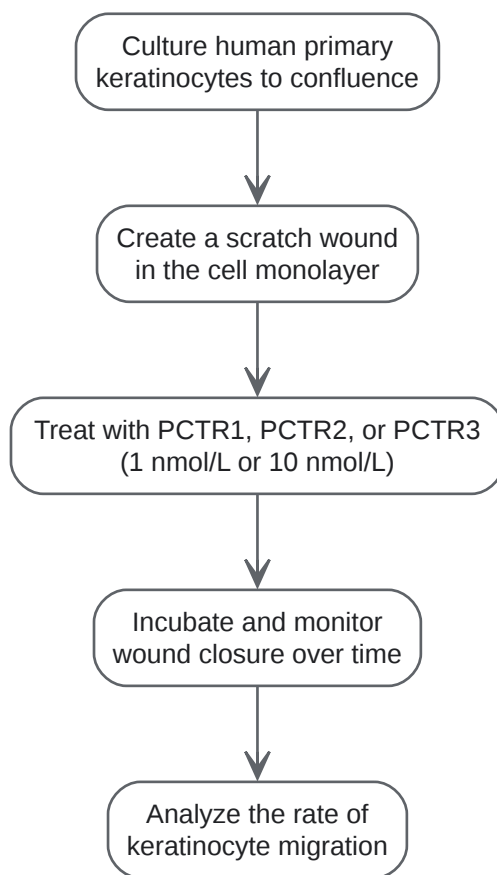 Culture human primary
keratinocytes to confluence
Create a scratch wound
in the cell monolayer
Treat with PCTR1, PCTR2, or PCTR3
(1 nmol/L or 10 nmol/L)
Incubate and monitor
wound closure over time
Analyze the rate of
keratinocyte migration